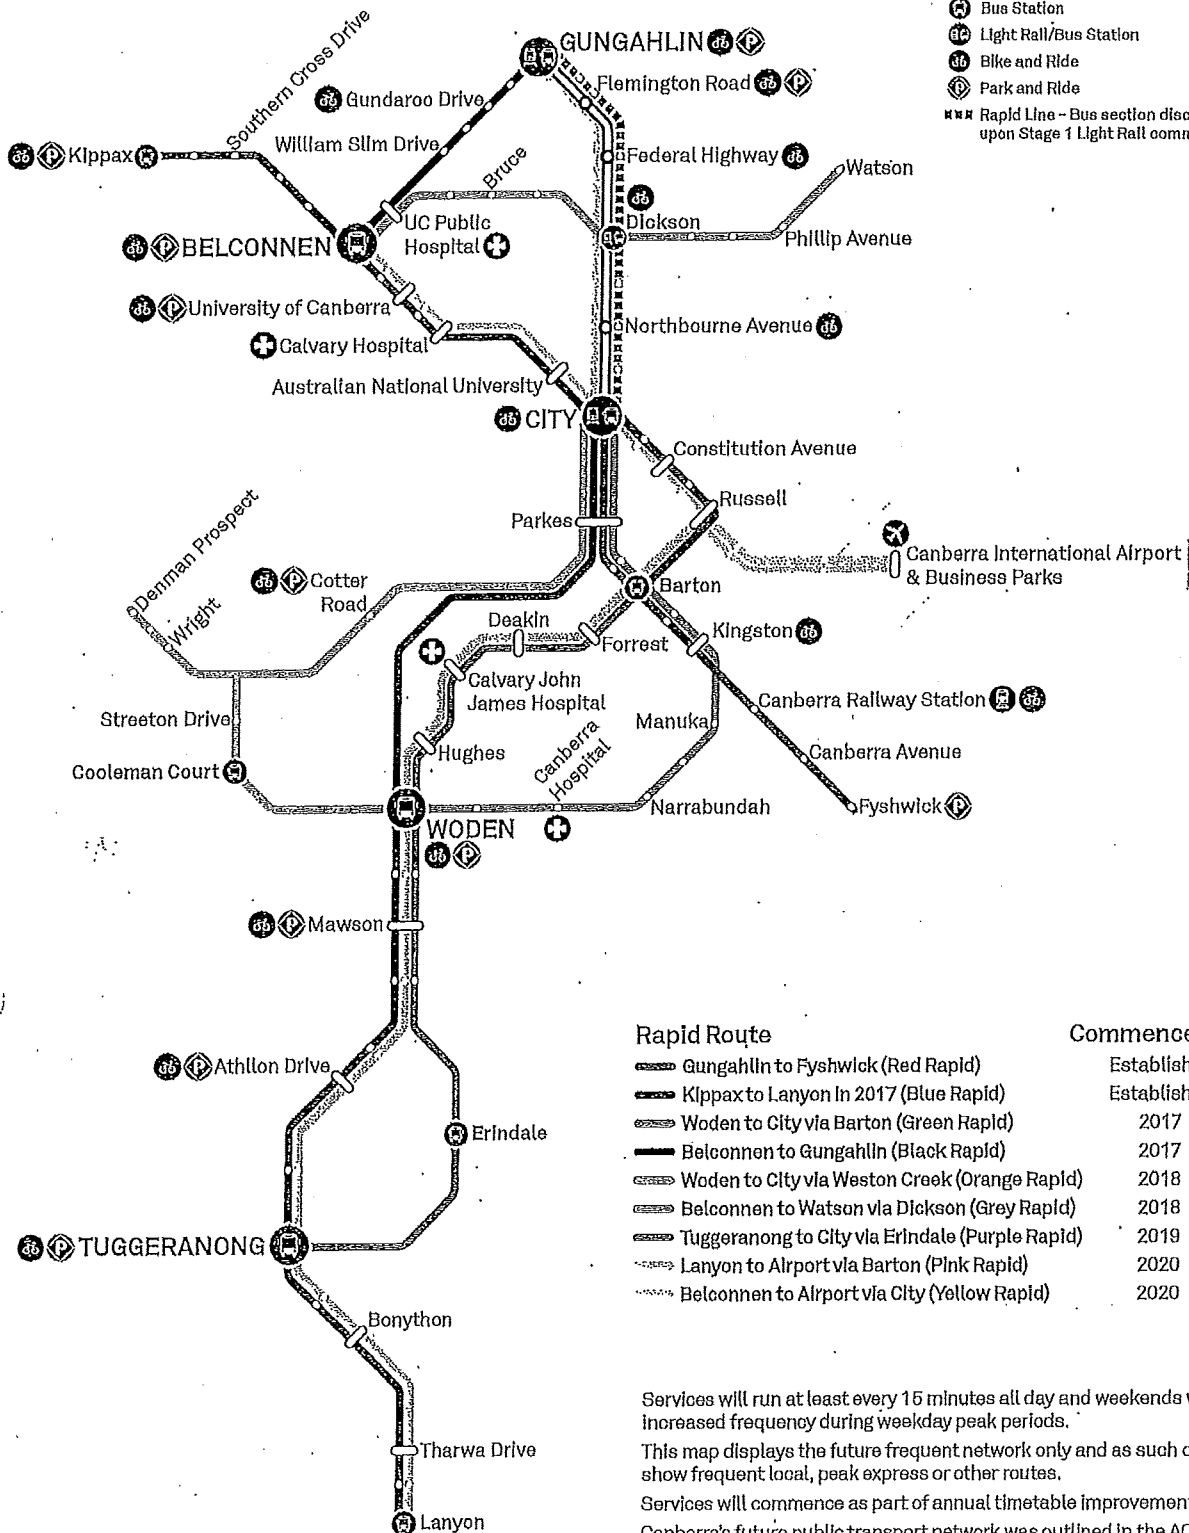 Bus Station
Light Rail/Bus Station
Bike and Ride
Park and Ride
Rapid Line - Bus section disc
upon Stage 1 Light Rail comm
GUNGAHLIN
Flemington Road
Gundaroo Drive
Southern Cross Drive
William Slim Drive
Kippax
Bruce
Federal Highway
Watson
Dickson
Phillip Avenue
UC Public
Hospital
BELCONNEN
University of Canberra
Northbourne Avenue
Calvary Hospital
Australian National University
CITY
Constitution Avenue
Russell
Parkes
Denman Prospect
Canberra International Airport
& Business Parks
Cotter
Road
Barton
Wright
Deakin
Forrest
Kingston
Calvary John
James Hospital
Canberra Railway Station
Streeton Drive
Manuka
Hughes
Canberra
Hospital
Canberra Avenue
Cooleman Court
Narrabundah
Fyshwick
WODEN
Mawson
Athllon Drive
Erindale
TUGGERANONG
Bonython
Tharwa Drive
Lanyon
Rapid Route Commence
Gungahlin to Fyshwick (Red Rapid) Establish
Kippax to Lanyon in 2017 (Blue Rapid) Establish
Woden to City via Barton (Green Rapid) 2017
Belconnen to Gungahlin (Black Rapid) 2017
Woden to City via Weston Creek (Orange Rapid) 2018
Belconnen to Watson via Dickson (Grey Rapid) 2018
Tuggeranong to City via Erindale (Purple Rapid) 2019
Lanyon to Airport via Barton (Pink Rapid) 2020
Belconnen to Airport via City (Yellow Rapid) 2020
Services will run at least every 15 minutes all day and weekends
increased frequency during weekday peak periods.
This map displays the future frequent network only and as such
show frequent local, peak express or other routes.
Services will commence as part of annual timetable improvement
Canberra's future public transport network was outlined in the AC